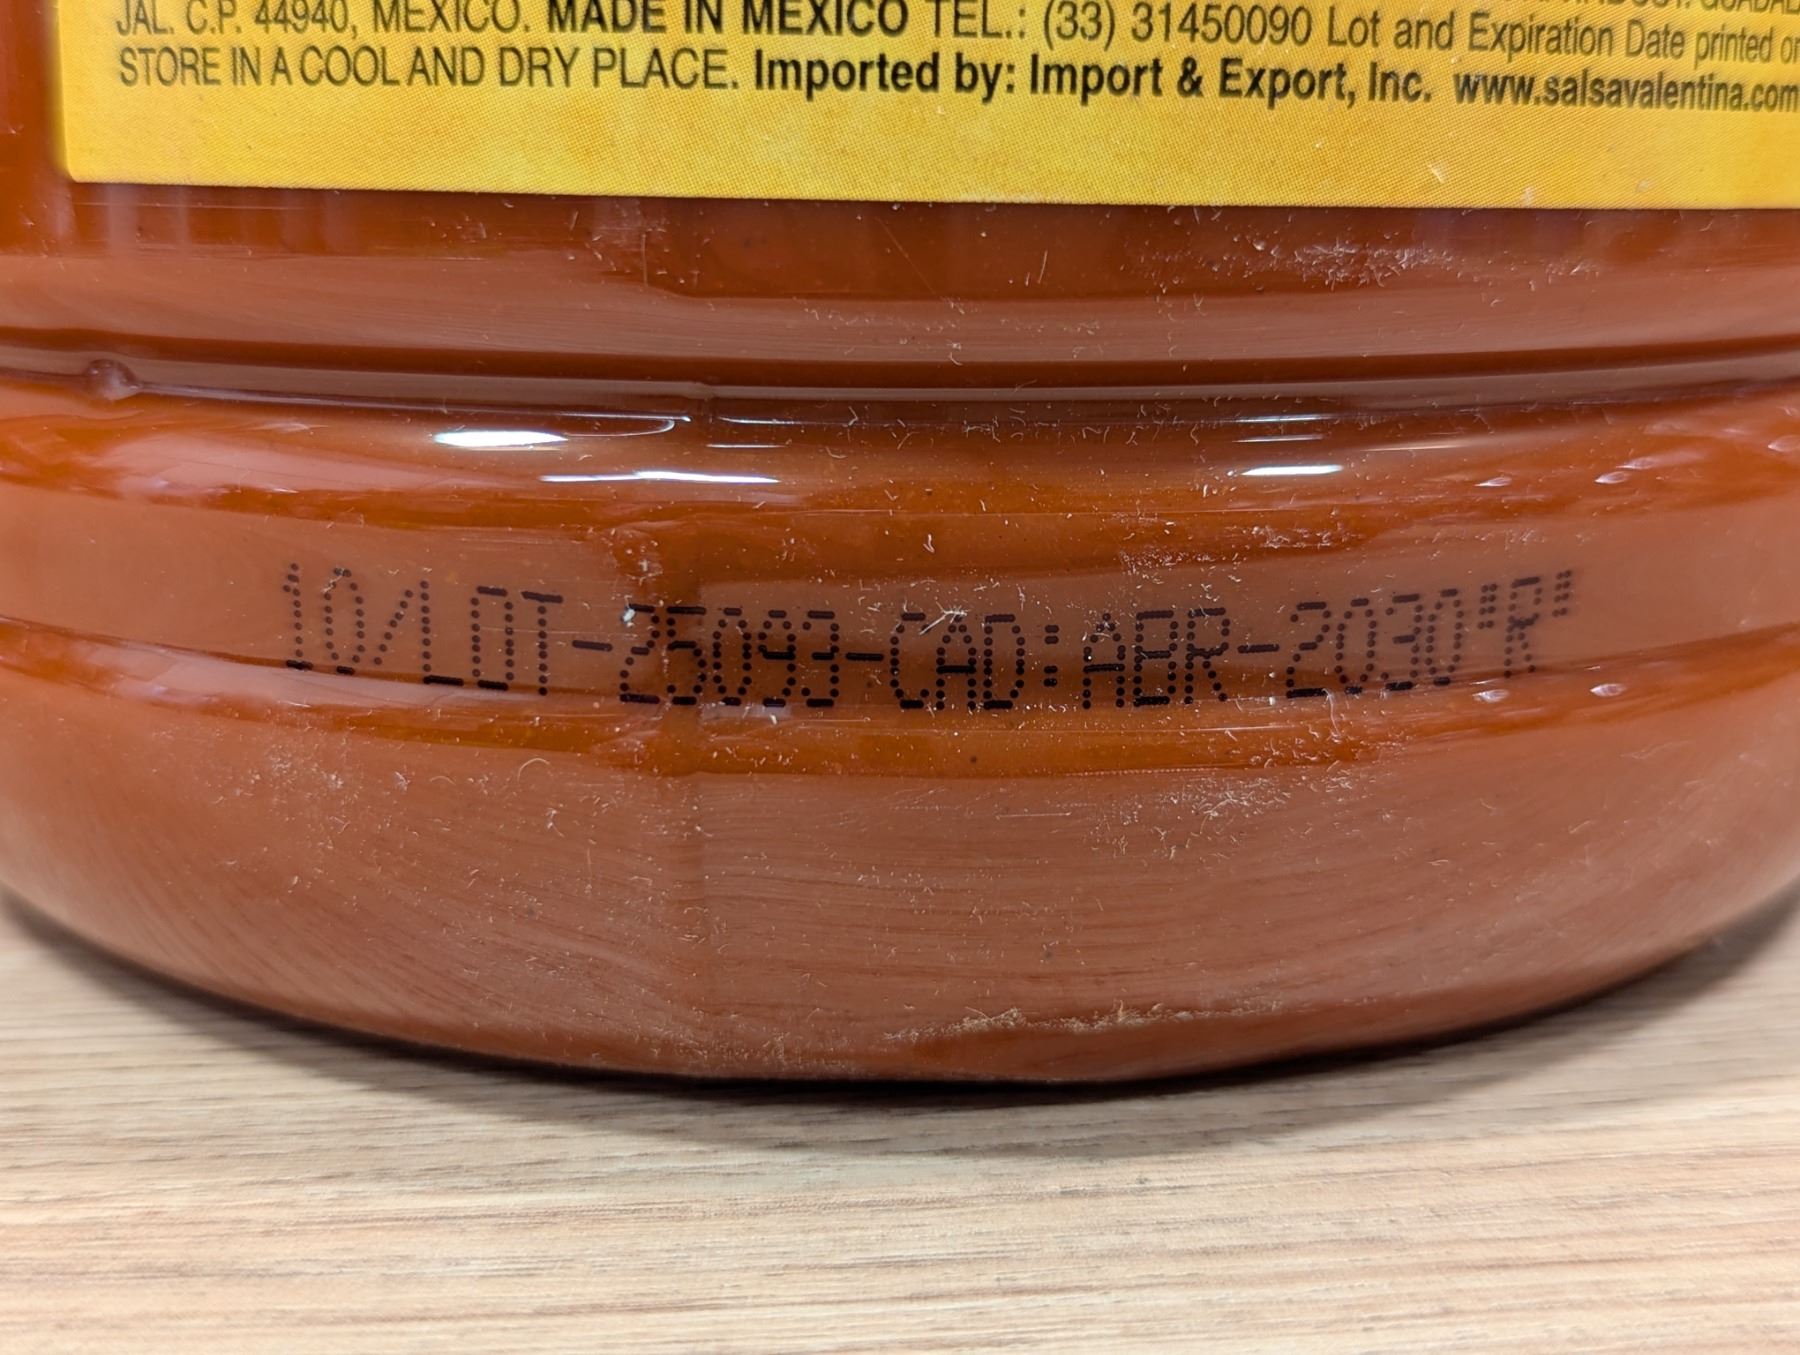 JAL. C.P. 44940, MEXICO. MADE IN MEXICO TEL.: (33) 31450090 Lot and Expiration Date printed on
STORE IN A COOL AND DRY PLACE. Imported by: Import & Export, Inc. www.salsavalentina.com
10/LOT-25093-CAD:ABR-2030"R"